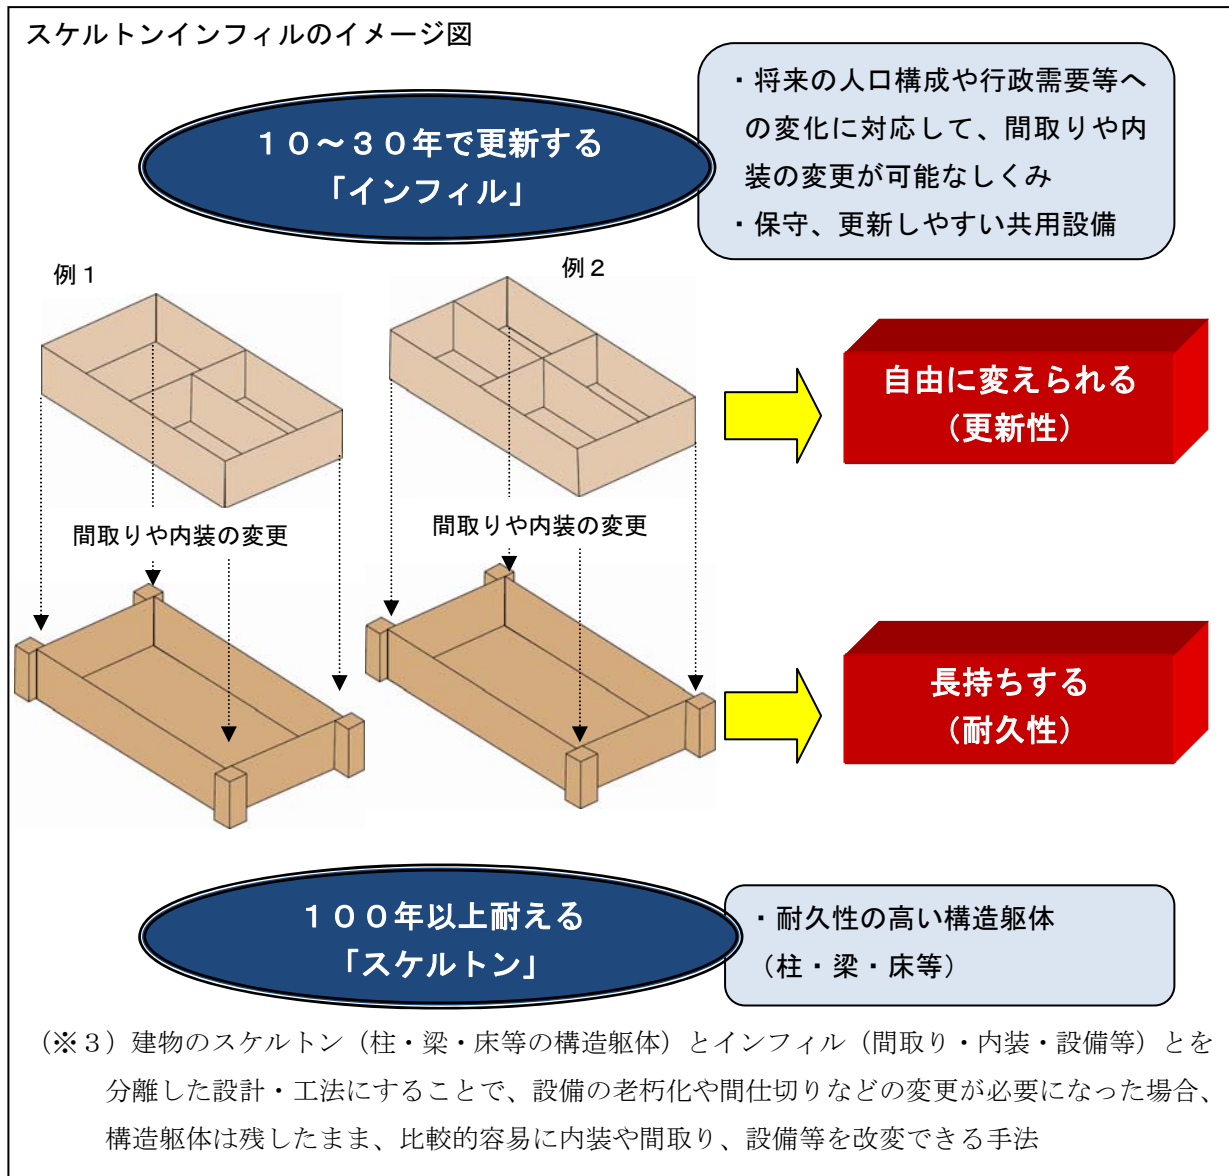 スケルトンインフィルのイメージ図
１０～３０年で更新する
「インフィル」
・将来の人口構成や行政需要等へ
の変化に対応して、間取りや内
装の変更が可能なしくみ
・保守、更新しやすい共用設備
例１
例２
自由に変えられる
（更新性）
間取りや内装の変更
間取りや内装の変更
長持ちする
（耐久性）
１００年以上耐える
「スケルトン」
・耐久性の高い構造躯体
（柱・梁・床等）
（※３）建物のスケルトン（柱・梁・床等の構造躯体）とインフィル（間取り・内装・設備等）とを
分離した設計・工法にすることで、設備の老朽化や間仕切りなどの変更が必要になった場合、
構造躯体は残したまま、比較的容易に内装や間取り、設備等を改変できる手法